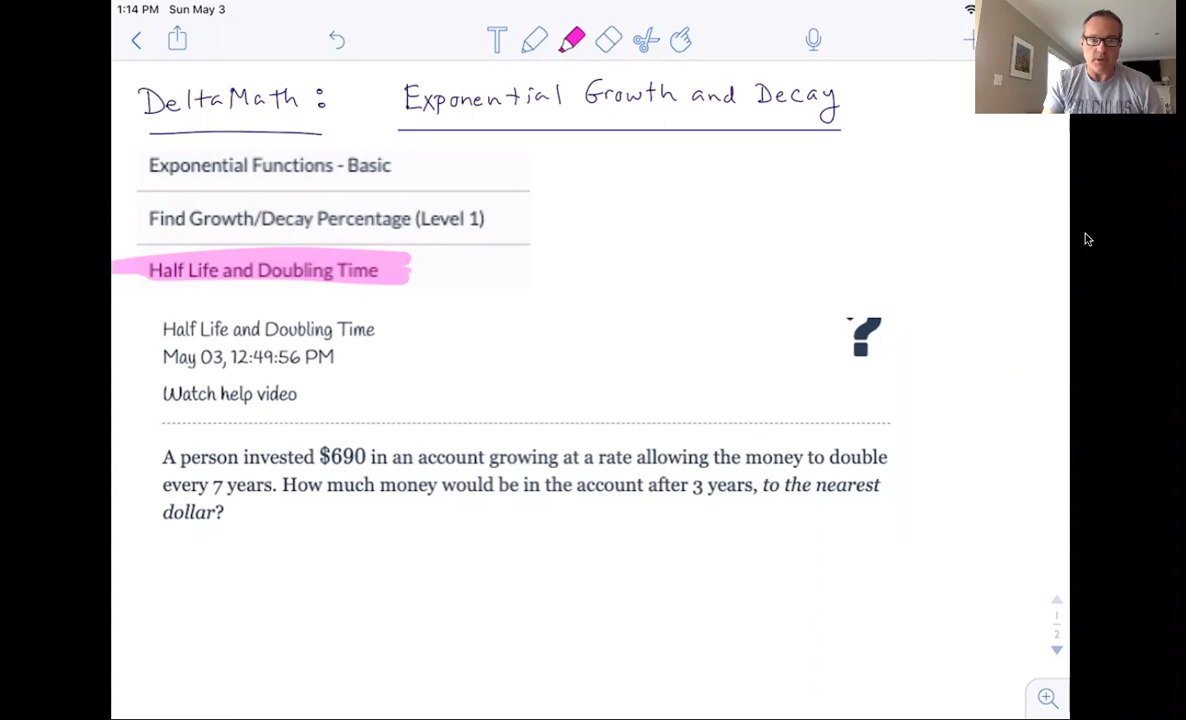 1:14 PM Sun May 3
DeltaMath : Exponential Growth and Decay
Exponential Functions - Basic
Find Growth/Decay Percentage (Level 1)
Half Life and Doubling Time
Half Life and Doubling Time
May 03, 12:49:56 PM
Watch help video
?
A person invested $690 in an account growing at a rate allowing the money to double
every 7 years. How much money would be in the account after 3 years, to the nearest
dollar?
1
2